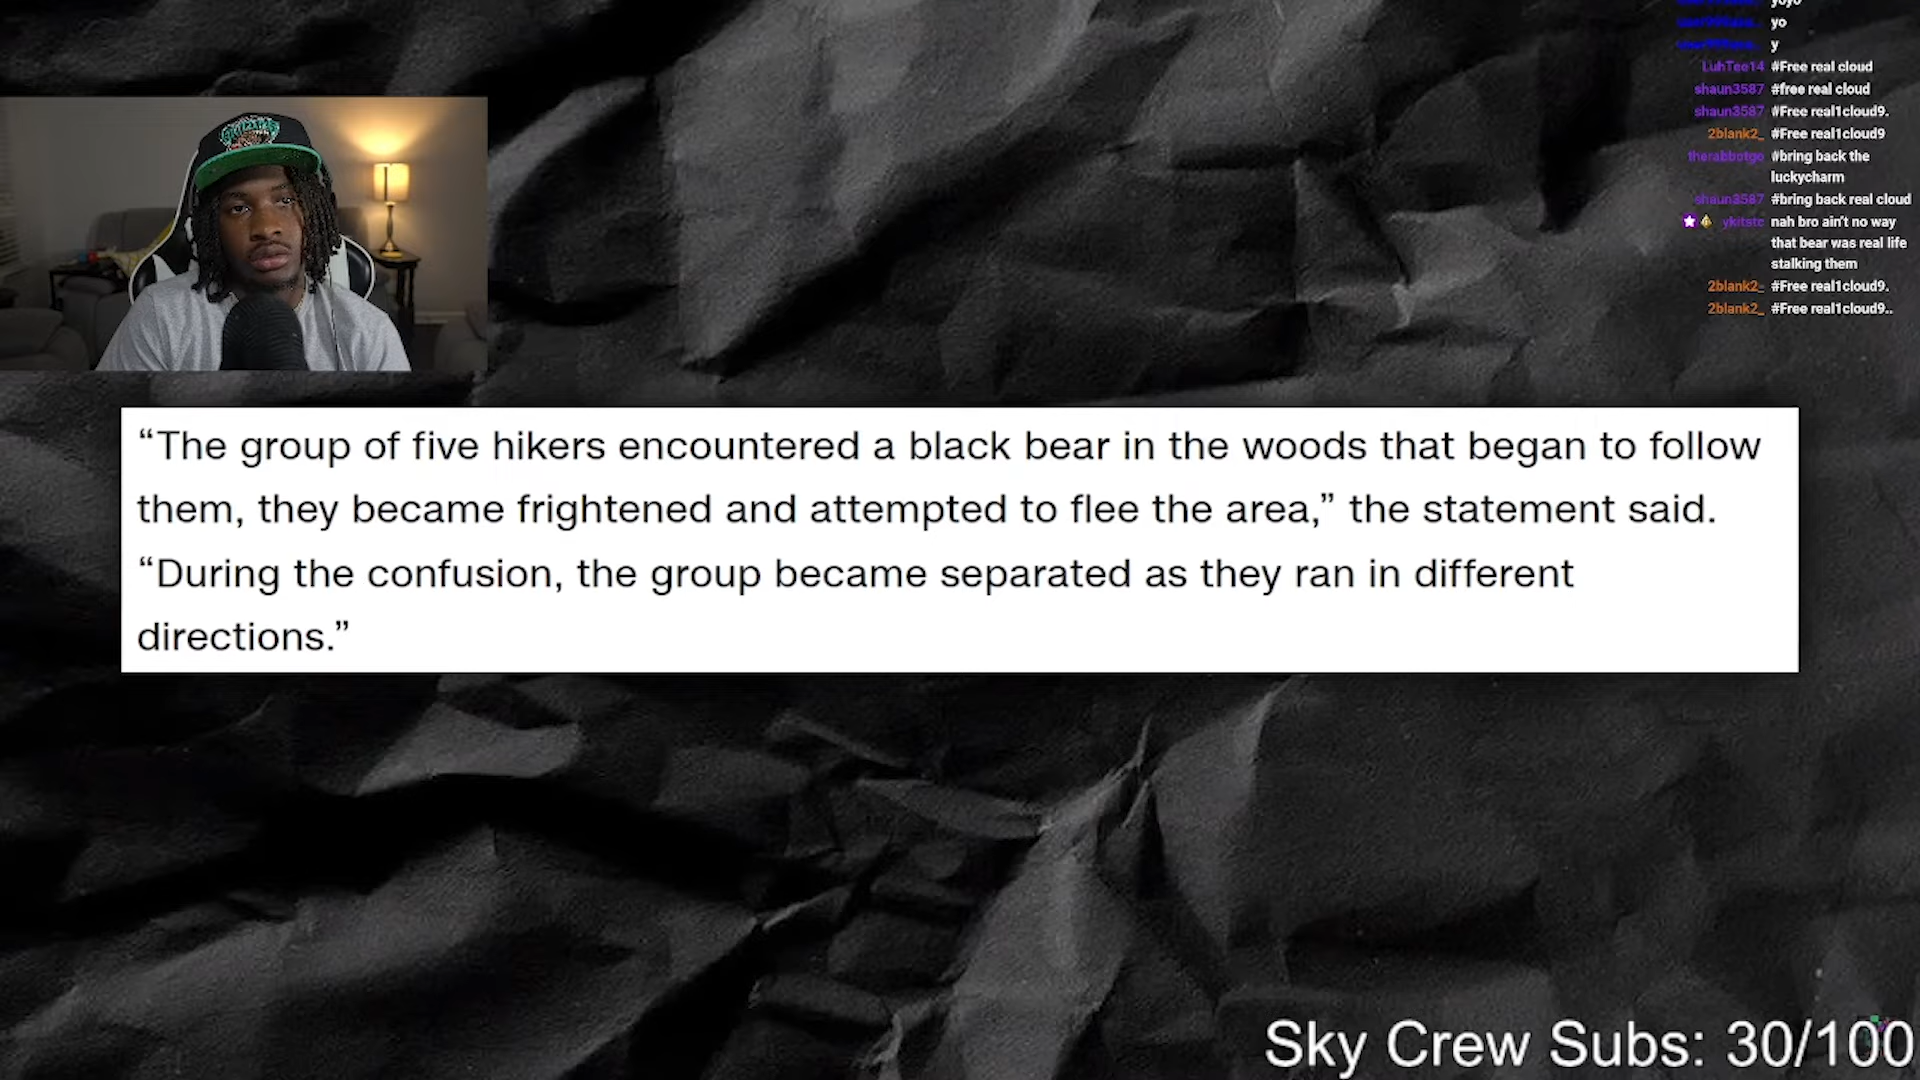 yoyo
yo
y
LuhTee14 #Free real cloud
shaun3587 #free real cloud
shaun3587 #Free real1cloud9.
2blank2_ #Free real1cloud9
therabbotgo #bring back the
luckycharm
shaun3587 #bring back real cloud
ykitstc nah bro ain't no way
that bear was real life
stalking them
2blank2_ #Free real1cloud9.
2blank2_ #Free real1cloud9..
“The group of five hikers encountered a black bear in the woods that began to follow
them, they became frightened and attempted to flee the area,” the statement said.
“During the confusion, the group became separated as they ran in different
directions.”
Sky Crew Subs: 30/100